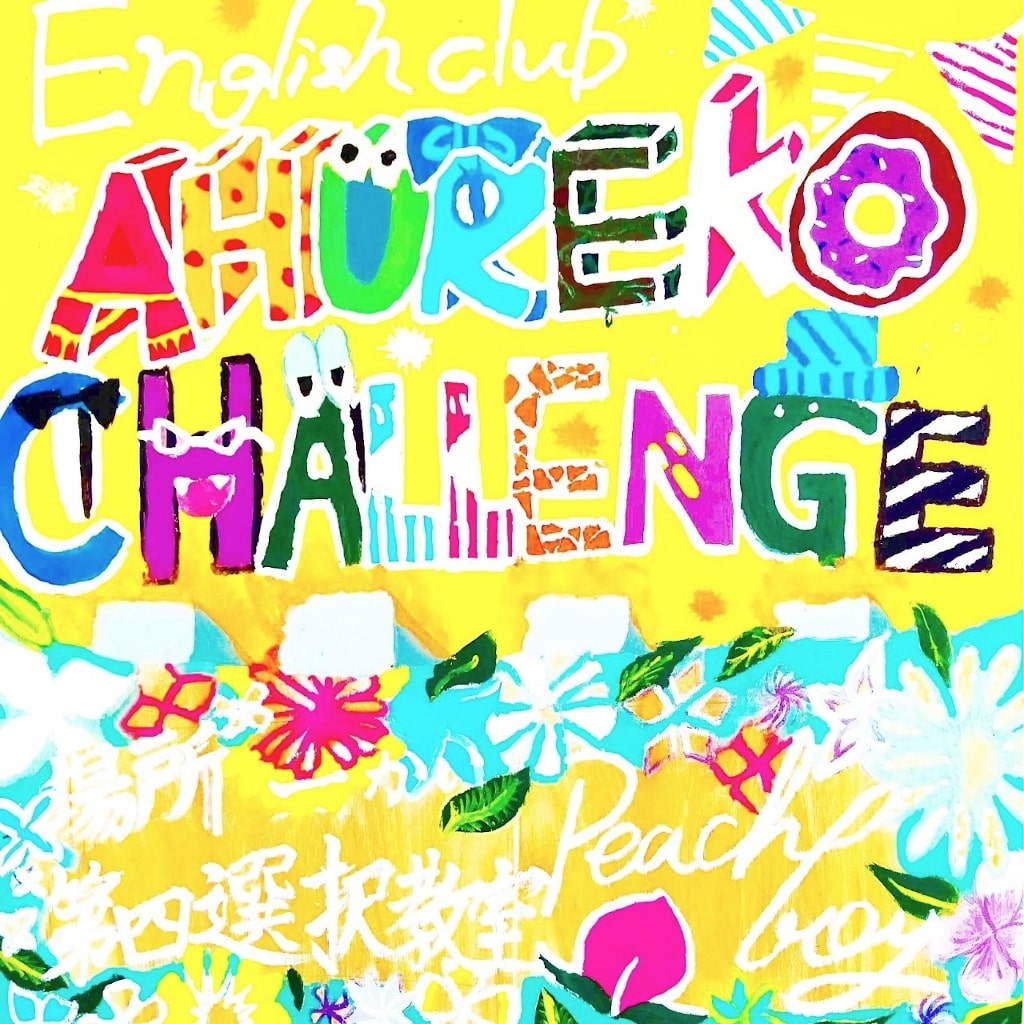 English club
AHUREKO
CHALLENGE
場所
第四選択教室
Peach
boy